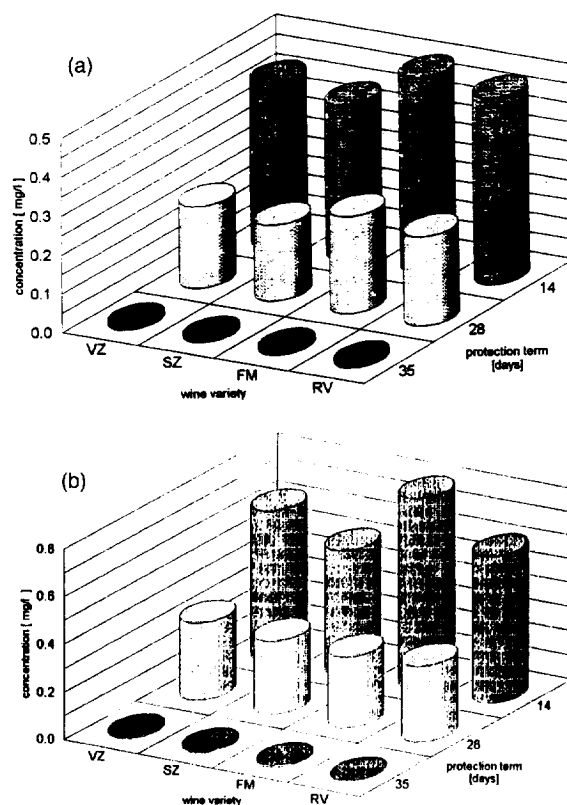 (a)
0.5
0.4
0.3
0.2
0.1
0.0
concentration [ mg/l ]
VZ
SZ
FM
RV
wine variety
35
28
14
protection term
[days]
(b)
0.8
0.6
0.4
0.2
0.0
concentration [ mg/l ]
VZ
SZ
FM
RV
wine variety
35
28
14
protection term
[days]